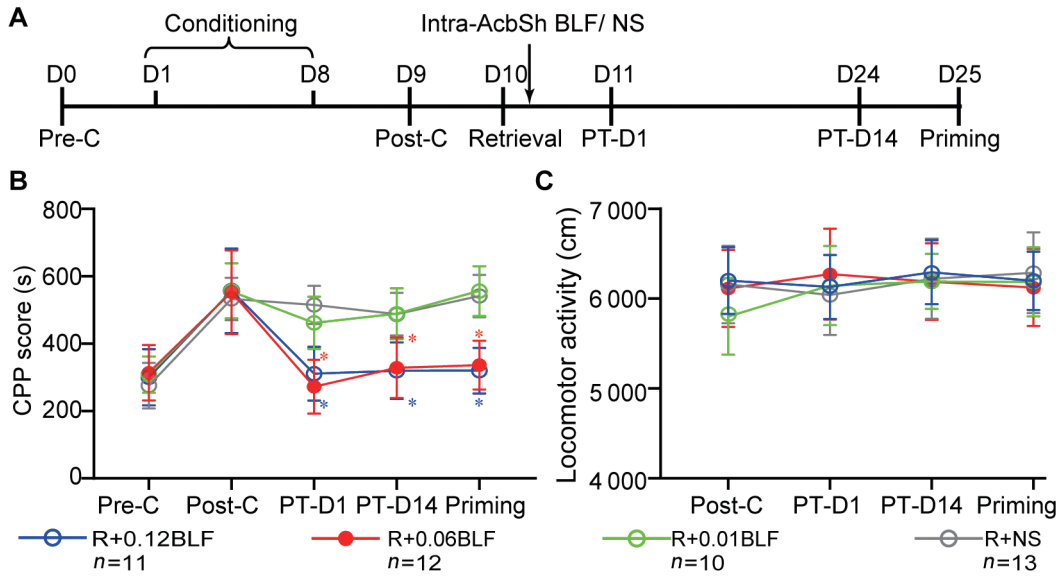 A
Conditioning
Intra-AcbSh BLF/ NS
D0 D1 D8 D9 D10 D11 D24 D25
Pre-C Post-C Retrieval PT-D1 PT-D14 Priming
B
CPP score (s)
800
600
400
200
0
* * *
* * *
Pre-C Post-C PT-D1 PT-D14 Priming
C
Locomotor activity (cm)
7 000
6 000
5 000
4 000
Post-C PT-D1 PT-D14 Priming
R+0.12BLF R+0.06BLF R+0.01BLF R+NS
n=11 n=12 n=10 n=13